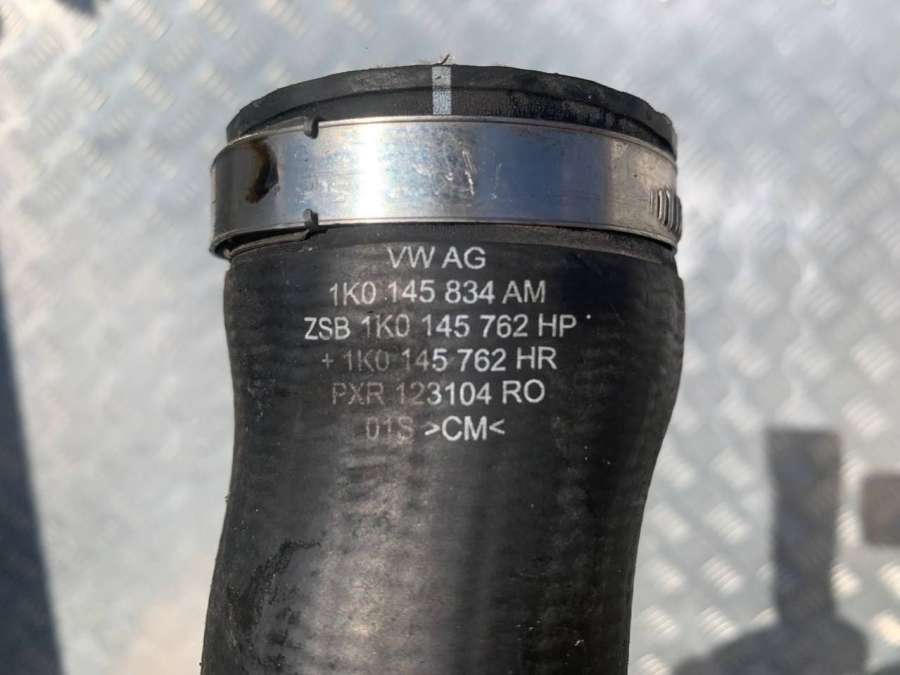 VW AG
1K0 145 834 AM
ZSB 1K0 145 762 HP
+ 1K0 145 762 HR
PXR 123104 RO
01S >CM<